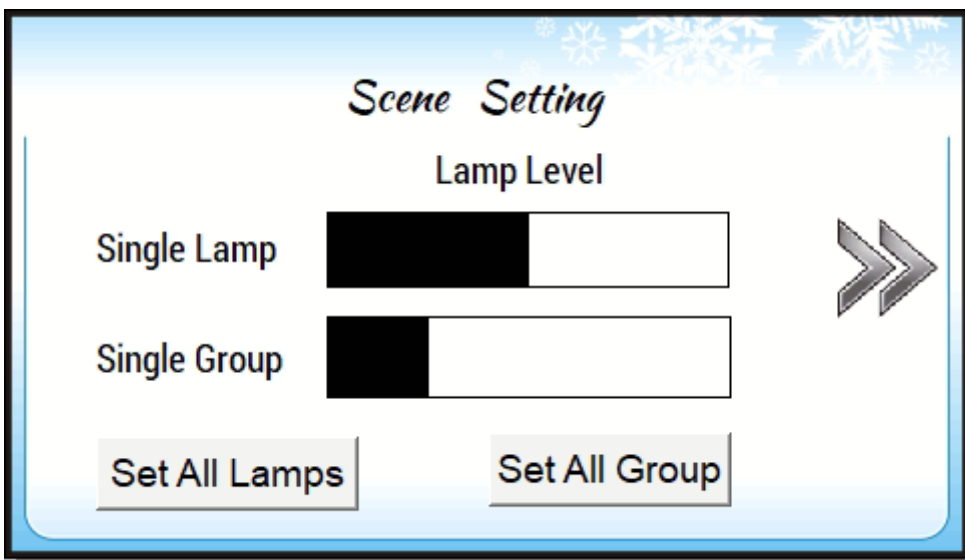 Scene Setting
Lamp Level
Single Lamp
Single Group
Set All Lamps
Set All Group